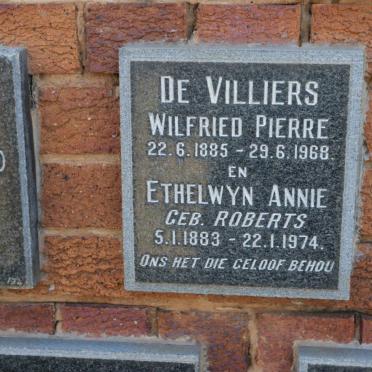 DE VILLIERS
WILFRIED PIERRE
22.6.1885 - 29.6.1968.
EN
ETHELWYN ANNIE
GEB. ROBERTS
5.1.1883 - 22.1.1974.
ONS HET DIE GELOOF BEHOU